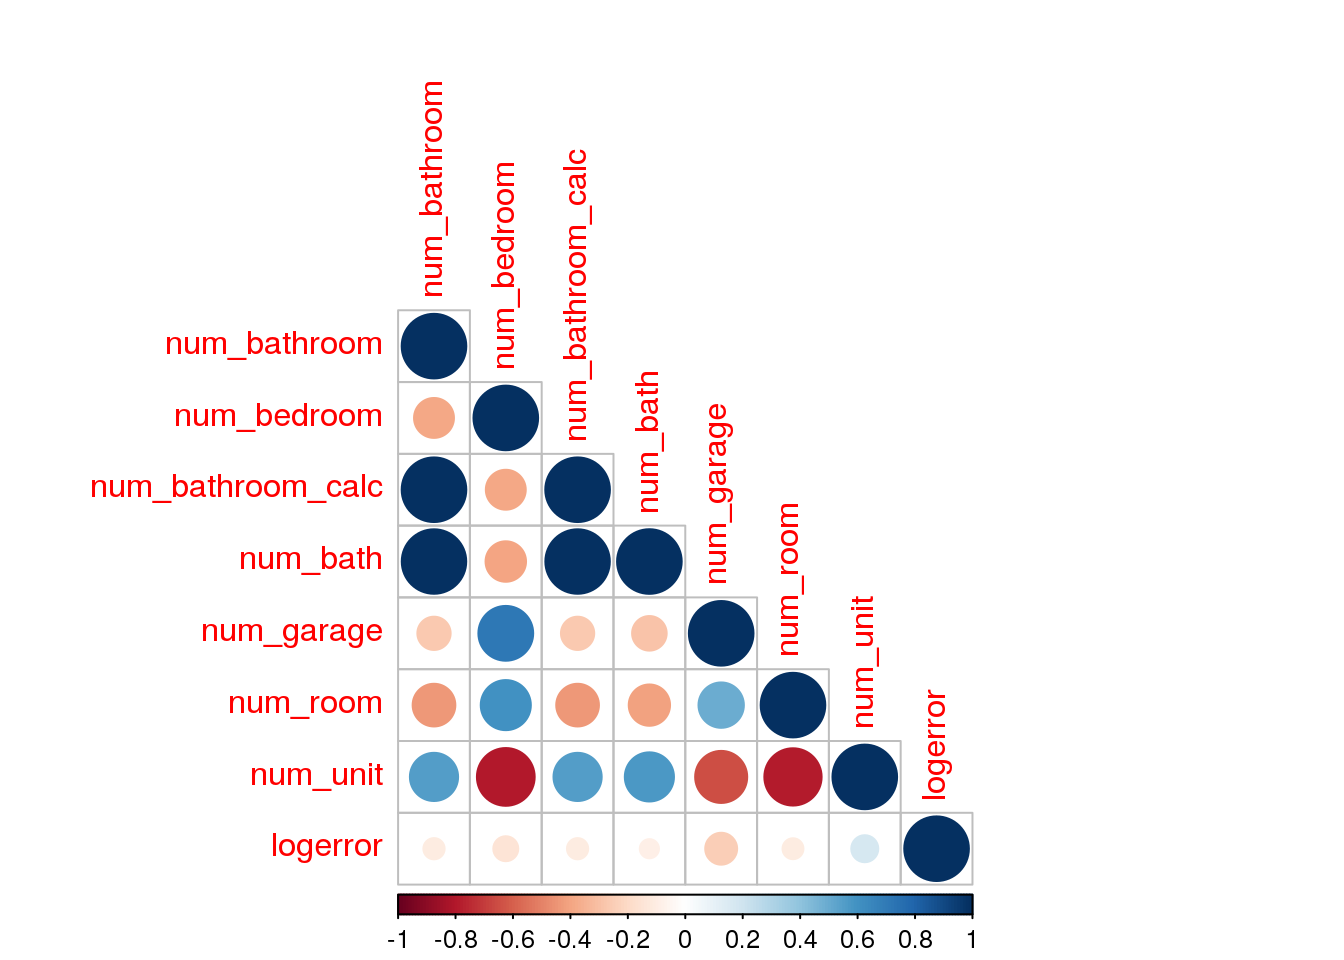 num_bathroom
num_bedroom
num_bathroom_calc
num_bath
num_garage
num_room
num_unit
logerror
num_bathroom
num_bedroom
num_bathroom_calc
num_bath
num_garage
num_room
num_unit
logerror
-1 -0.8 -0.6 -0.4 -0.2 0 0.2 0.4 0.6 0.8 1